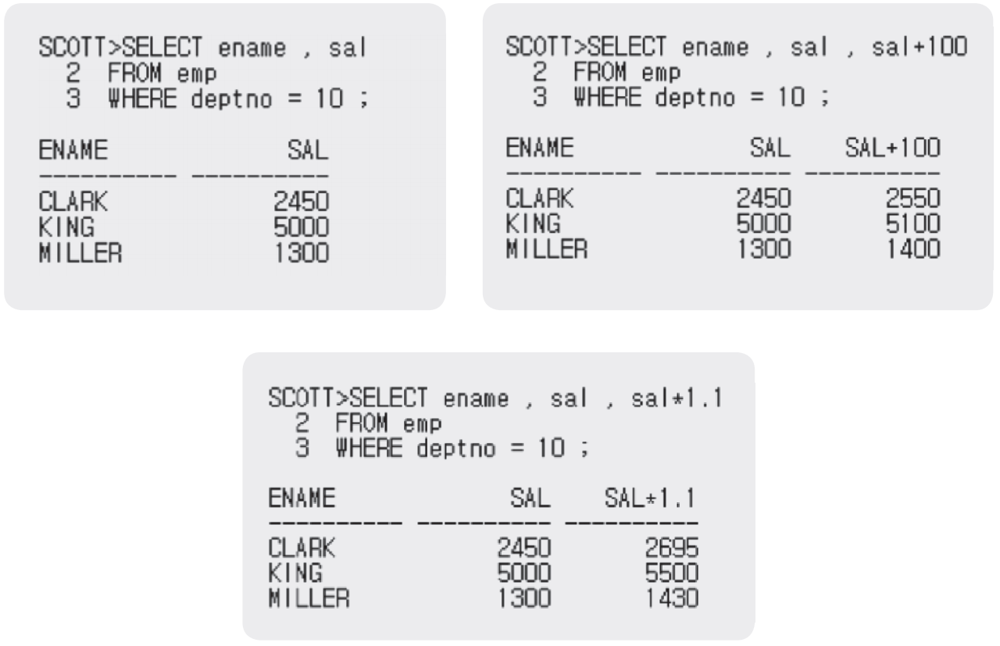 SCOTT>SELECT ename , sal
2 FROM emp
3 WHERE deptno = 10 ;
ENAME SAL
---------- ----------
CLARK 2450
KING 5000
MILLER 1300
SCOTT>SELECT ename , sal , sal+100
2 FROM emp
3 WHERE deptno = 10 ;
ENAME SAL SAL+100
---------- ---------- ----------
CLARK 2450 2550
KING 5000 5100
MILLER 1300 1400
SCOTT>SELECT ename , sal , sal*1.1
2 FROM emp
3 WHERE deptno = 10 ;
ENAME SAL SAL*1.1
---------- ---------- ----------
CLARK 2450 2695
KING 5000 5500
MILLER 1300 1430